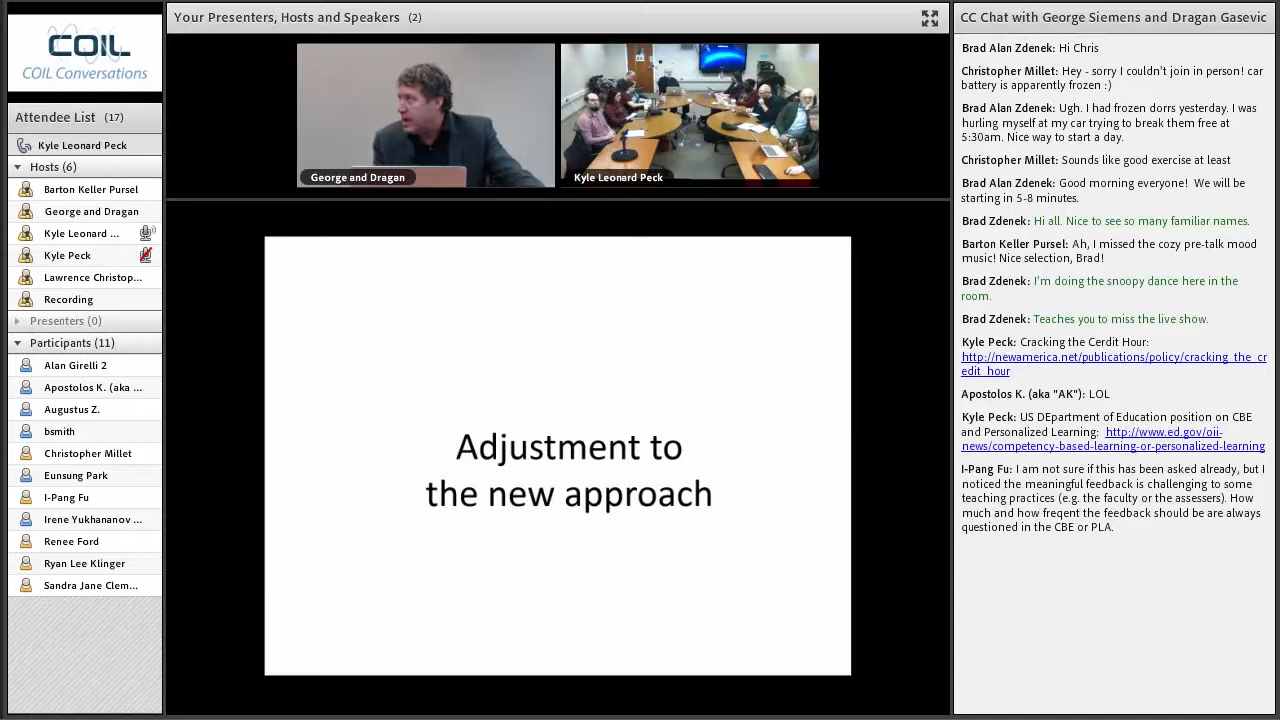 COIL
COIL Conversations
Attendee List (17)
Kyle Leonard Peck
Hosts (6)
Barton Keller Pursel
George and Dragan
Kyle Leonard ...
Kyle Peck
Lawrence Christop...
Recording
Presenters (0)
Participants (11)
Alan Girelli 2
Apostolos K. (aka ...
Augustus Z.
bsmith
Christopher Millet
Eunsung Park
I-Pang Fu
Irene Yukhananov ...
Renee Ford
Ryan Lee Klinger
Sandra Jane Clem...
Your Presenters, Hosts and Speakers (2)
George and Dragan
Kyle Leonard Peck
Adjustment to
the new approach
CC Chat with George Siemens and Dragan Gasevic
Brad Alan Zdenek: Hi Chris
Christopher Millet: Hey - sorry I couldn't join in person! car
battery is apparently frozen :)
Brad Alan Zdenek: Ugh. I had frozen dorrs yesterday. I was
hurling myself at my car trying to break them free at
5:30am. Nice way to start a day.
Christopher Millet: Sounds like good exercise at least
Brad Alan Zdenek: Good morning everyone! We will be
starting in 5-8 minutes.
Brad Zdenek: Hi all. Nice to see so many familiar names.
Barton Keller Pursel: Ah, I missed the cozy pre-talk mood
music! Nice selection, Brad!
Brad Zdenek: I'm doing the snoopy dance here in the
room.
Brad Zdenek: Teaches you to miss the live show.
Kyle Peck: Cracking the Cerdit Hour:
http://newamerica.net/publications/policy/cracking_the_cr
edit_hour
Apostolos K. (aka "AK"): LOL
Kyle Peck: US DEpartment of Education position on CBE
and Personalized Learning: http://www.ed.gov/oii-
news/competency-based-learning-or-personalized-learning
I-Pang Fu: I am not sure if this has been asked already, but I
noticed the meaningful feedback is challenging to some
teaching practices (e.g. the faculty or the assessers). How
much and how freqent the feedback should be are always
questioned in the CBE or PLA.